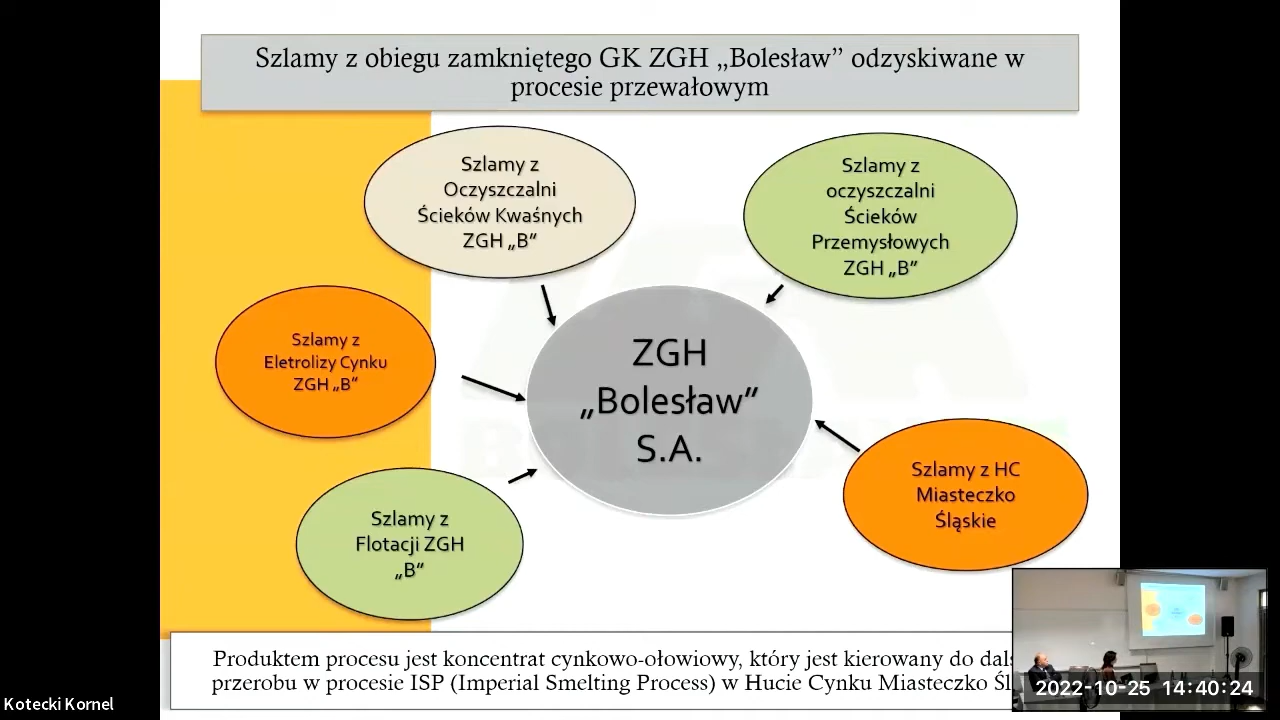 Szlamy z obiegu zamkniętego GK ZGH „Bolesław” odzyskiwane w
procesie przewałowym
Szlamy z
Oczyszczalni
Ścieków Kwaśnych
ZGH „B”
Szlamy z
oczyszczalni
Ścieków
Przemysłowych
ZGH „B”
Szlamy z
Eletrolizy Cynku
ZGH „B”
ZGH
„Bolesław”
S.A.
Szlamy z HC
Miasteczko
Śląskie
Szlamy z
Flotacji ZGH
„B”
Produktem procesu jest koncentrat cynkowo-ołowiowy, który jest kierowany do
przerobu w procesie ISP (Imperial Smelting Process) w Hucie Cynku Miasteczko
Kotecki Kornel
2022-10-25 14:40:24